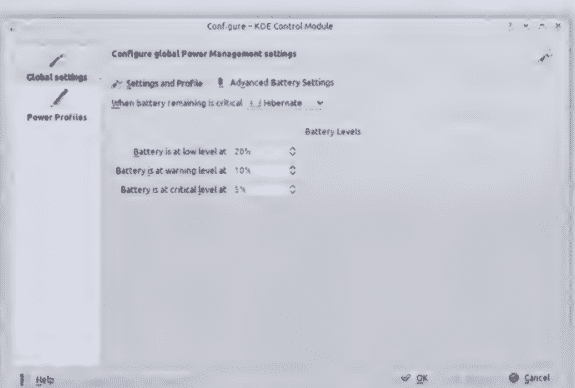 Configure – KDE Control Module
Configure global Power Management settings
Global settings
Power Profiles
Settings and Profile Advanced Battery Settings
When battery remaining is critical Hibernate
Battery Levels
Battery is at low level at 20%
Battery is at warning level at 10%
Battery is at critical level at 5%
Help OK Cancel